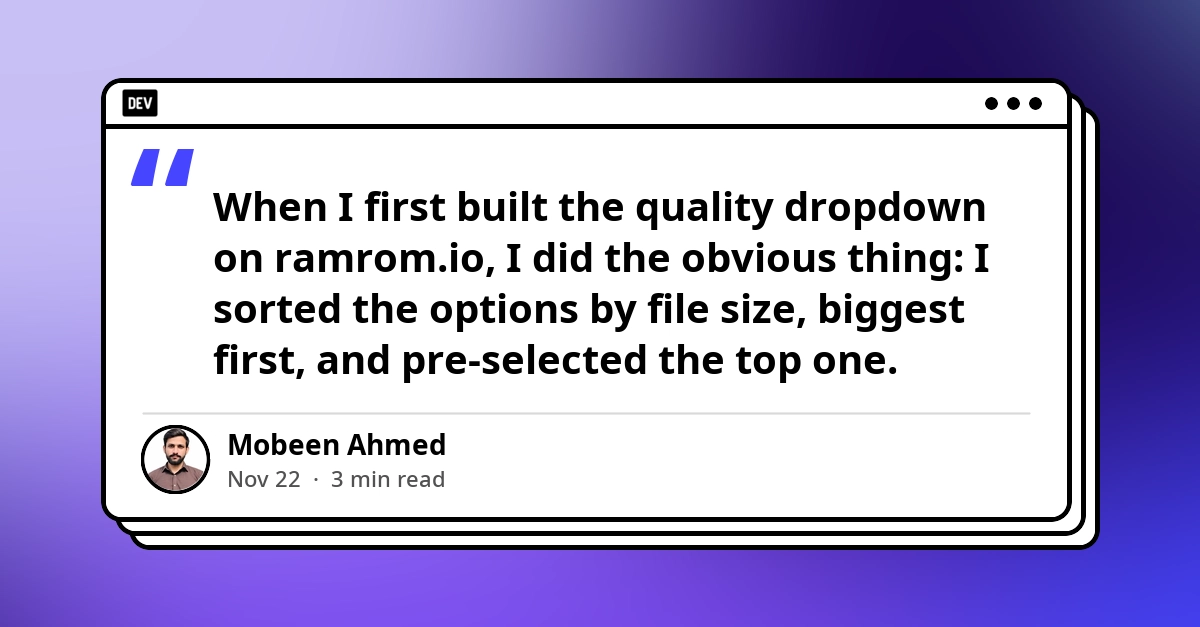 DEV
“
When I first built the quality dropdown
on ramrom.io, I did the obvious thing: I
sorted the options by file size, biggest
first, and pre-selected the top one.
Mobeen Ahmed
Nov 22 · 3 min read